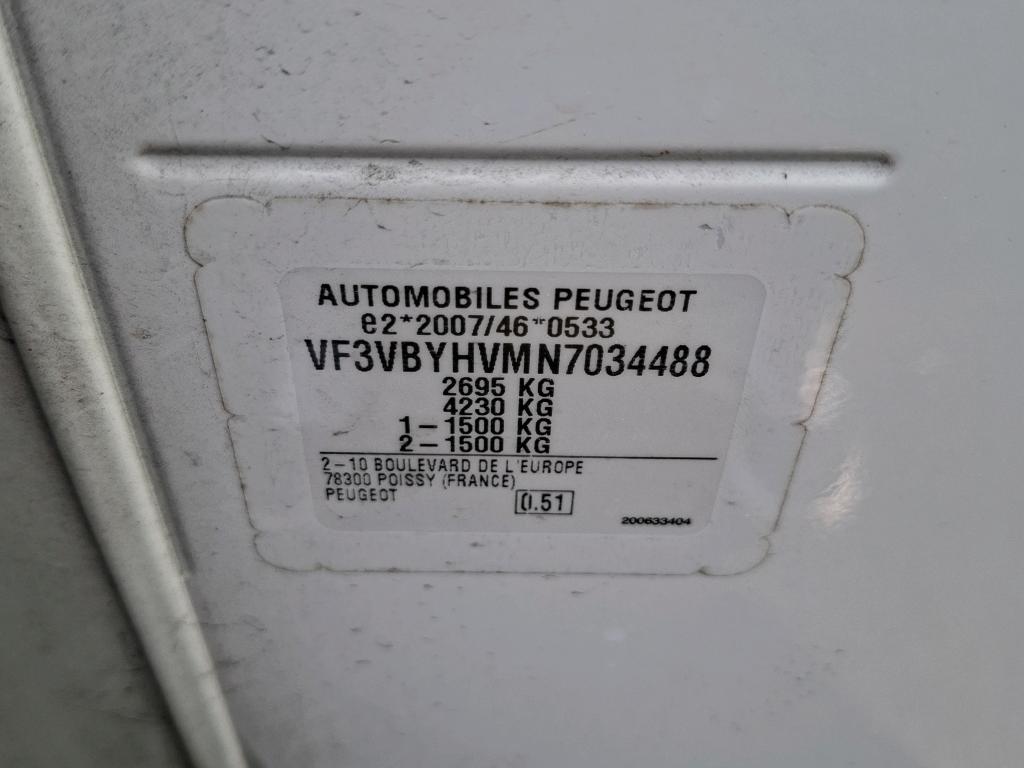 AUTOMOBILES PEUGEOT
e2*2007/46*0533
VF3VBYHVMN7034488
2695 KG
4230 KG
1-1500 KG
2-1500 KG
2-10 BOULEVARD DE L'EUROPE
78300 POISSY (FRANCE)
PEUGEOT
0.51
200633404